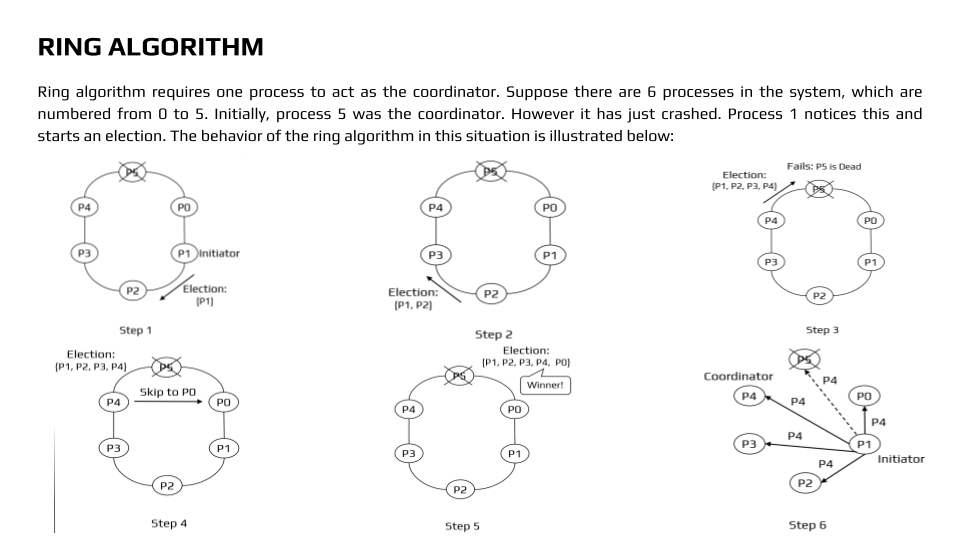 RING ALGORITHM
Ring algorithm requires one process to act as the coordinator. Suppose there are 6 processes in the system, which are
numbered from 0 to 5. Initially, process 5 was the coordinator. However it has just crashed. Process 1 notices this and
starts an election. The behavior of the ring algorithm in this situation is illustrated below:
P5
P4
P0
P3
P1
Initiator
P2
Election:
{P1}
Step 1
P5
P4
P0
P3
P1
Election:
{P1, P2}
P2
Step 2
Fails: P5 is Dead
Election:
{P1, P2, P3, P4}
P5
P4
P0
P3
P1
P2
Step 3
Election:
{P1, P2, P3, P4}
P5
Skip to P0
P4
P0
P3
P1
P2
Step 4
Election:
{P1, P2, P3, P4, P0}
P5
Winner!
P4
P0
P3
P1
P2
Step 5
P5
Coordinator
P4
P4
P4
P0
P4
P3
P4
P1
Initiator
P4
P2
Step 6